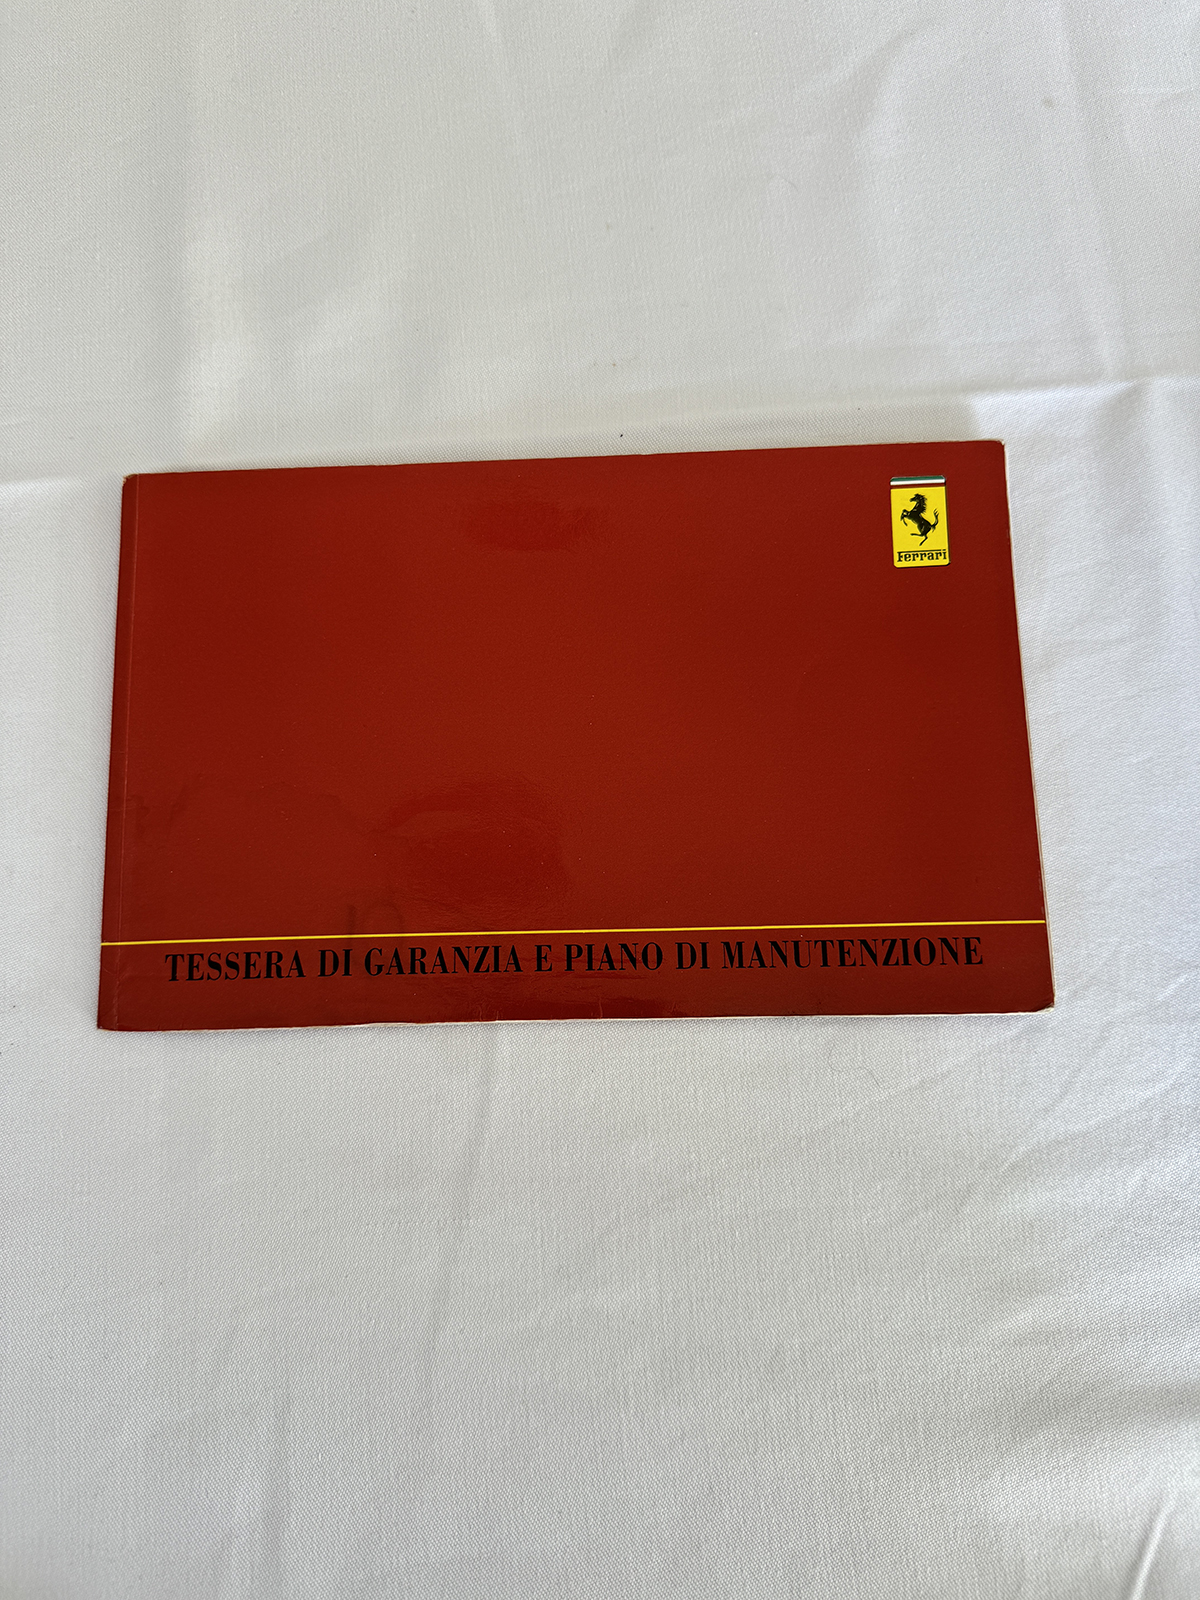 Ferrari
TESSERA DI GARANZIA E PIANO DI MANUTENZIONE